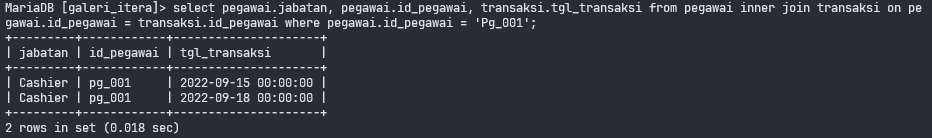 MariaDB [galeri_itera]> select pegawai.jabatan, pegawai.id_pegawai, transaksi.tgl_transaksi from pegawai inner join transaksi on pe
gawai.id_pegawai = transaksi.id_pegawai where pegawai.id_pegawai = 'Pg_001';
+---------+------------+---------------------+
| jabatan | id_pegawai | tgl_transaksi       |
+---------+------------+---------------------+
| Cashier | pg_001     | 2022-09-15 00:00:00 |
| Cashier | pg_001     | 2022-09-18 00:00:00 |
+---------+------------+---------------------+
2 rows in set (0.018 sec)